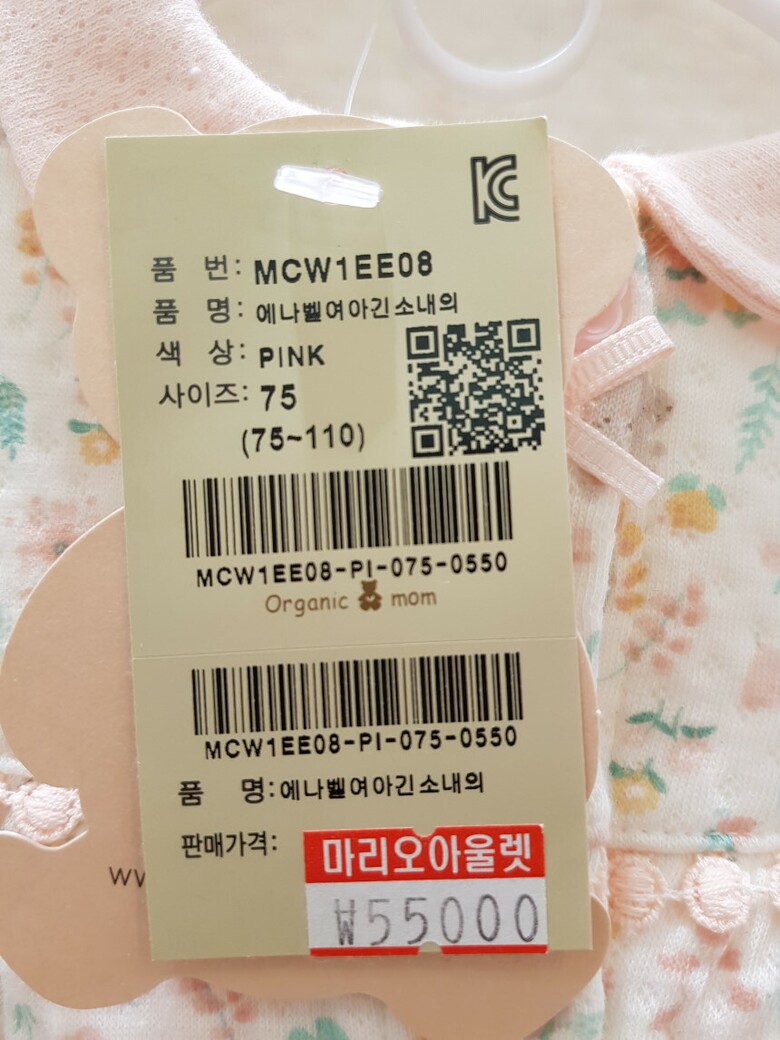 품 번: MCW1EE08
품 명: 에나벨여아긴소내의
색 상: PINK
사이즈: 75
(75~110)
MCW1EE08-PI-075-0550
Organic mom
MCW1EE08-PI-075-0550
품 명:에나벨여아긴소내의
판매가격:
마리오아울렛
₩55000
ww